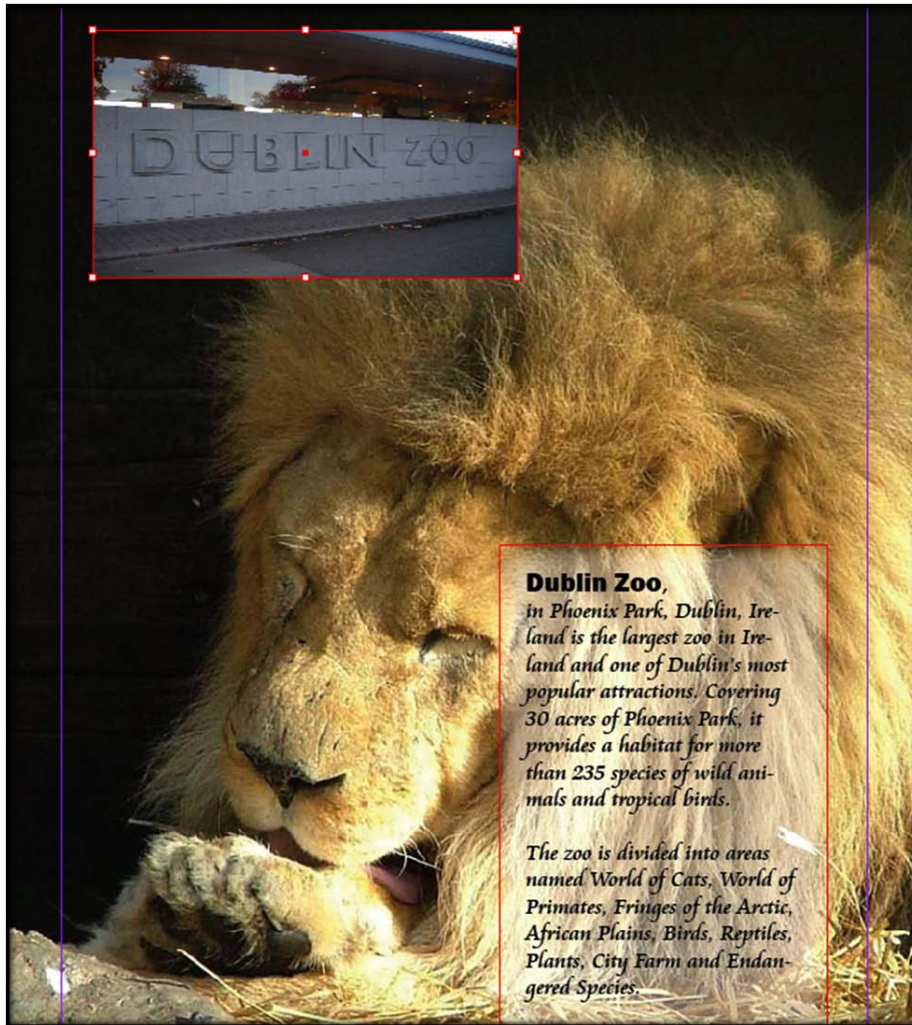 DUBLIN ZOO
Dublin Zoo,
in Phoenix Park, Dublin, Ire-
land is the largest zoo in Ire-
land and one of Dublin's most
popular attractions. Covering
30 acres of Phoenix Park, it
provides a habitat for more
than 235 species of wild ani-
mals and tropical birds.
The zoo is divided into areas
named World of Cats, World of
Primates, Fringes of the Arctic,
African Plains, Birds, Reptiles,
Plants, City Farm and Endan-
gered Species.